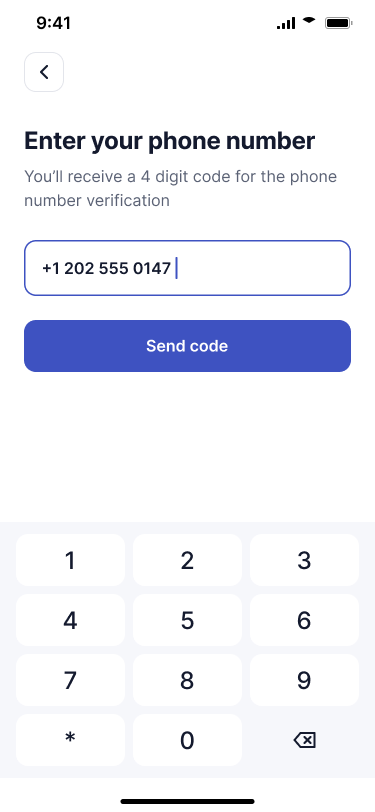 9:41
Enter your phone number
You’ll receive a 4 digit code for the phone
number verification
+1 202 555 0147
Send code
1 2 3
4 5 6
7 8 9
* 0